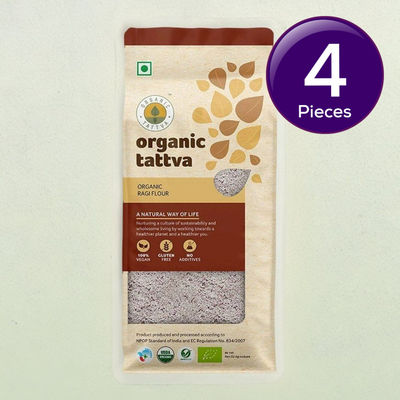 4
Pieces
ORGANIC
TATTVA
organic
tattva
ORGANIC
RAGI FLOUR
A NATURAL WAY OF LIFE
Nurturing a culture of sustainability and
wholesome living by working towards a
healthier planet and a healthier you.
100%
VEGAN
GLUTEN
FREE
NO
ADDITIVES
Product produced and processed according to
NPOP Standard of India and EC Regulation No. 834/2007
USDA
ORGANIC